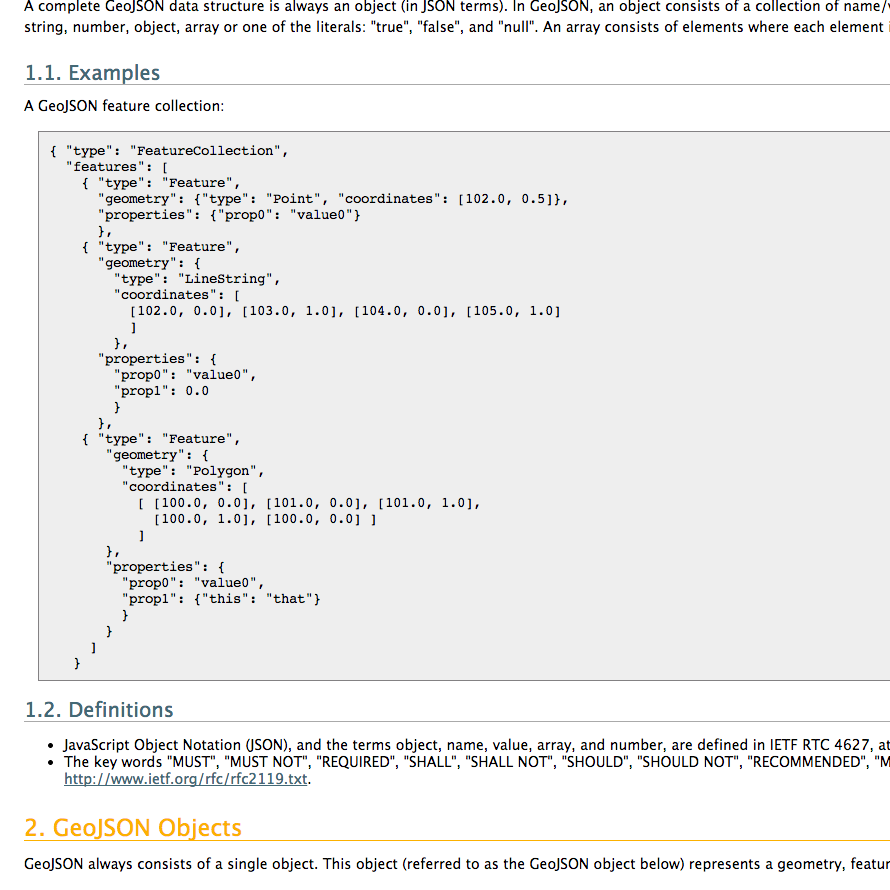 A complete GeoJSON data structure is always an object (in JSON terms). In GeoJSON, an object consists of a collection of name/
string, number, object, array or one of the literals: "true", "false", and "null". An array consists of elements where each element
1.1. Examples
A GeoJSON feature collection:
{ "type": "FeatureCollection",
"features": [
{ "type": "Feature",
"geometry": {"type": "Point", "coordinates": [102.0, 0.5]},
"properties": {"prop0": "value0"}
},
{ "type": "Feature",
"geometry": {
"type": "LineString",
"coordinates": [
[102.0, 0.0], [103.0, 1.0], [104.0, 0.0], [105.0, 1.0]
]
},
"properties": {
"prop0": "value0",
"prop1": 0.0
}
},
{ "type": "Feature",
"geometry": {
"type": "Polygon",
"coordinates": [
[ [100.0, 0.0], [101.0, 0.0], [101.0, 1.0],
[100.0, 1.0], [100.0, 0.0] ]
]
},
"properties": {
"prop0": "value0",
"prop1": {"this": "that"}
}
}
]
}
1.2. Definitions
• JavaScript Object Notation (JSON), and the terms object, name, value, array, and number, are defined in IETF RTC 4627, at
• The key words "MUST", "MUST NOT", "REQUIRED", "SHALL", "SHALL NOT", "SHOULD", "SHOULD NOT", "RECOMMENDED", "M
http://www.ietf.org/rfc/rfc2119.txt.
2. GeoJSON Objects
GeoJSON always consists of a single object. This object (referred to as the GeoJSON object below) represents a geometry, featur